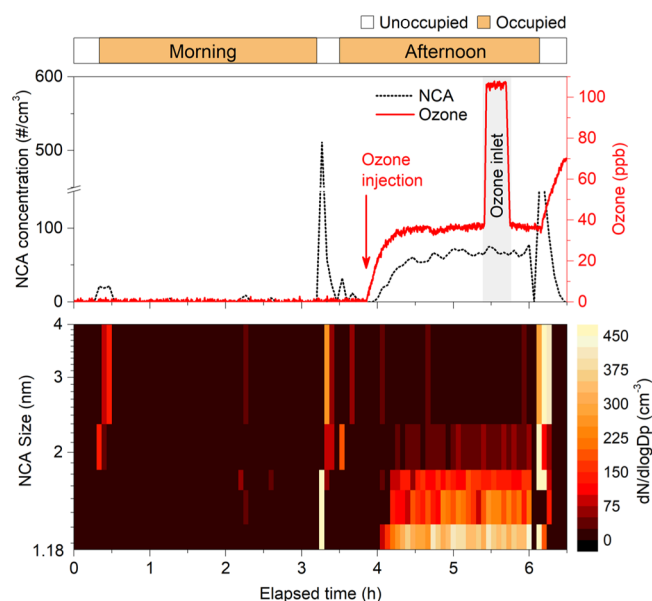 Unoccupied Occupied
Morning Afternoon
600
500
100
0
NCA concentration (#/cm³)
NCA
Ozone
Ozone
injection
Ozone inlet
100
80
60
40
20
0
Ozone (ppb)
4
3
2
1.18
NCA Size (nm)
450
375
300
225
150
75
0
dN/dlogDp (cm⁻³)
0 1 2 3 4 5 6
Elapsed time (h)